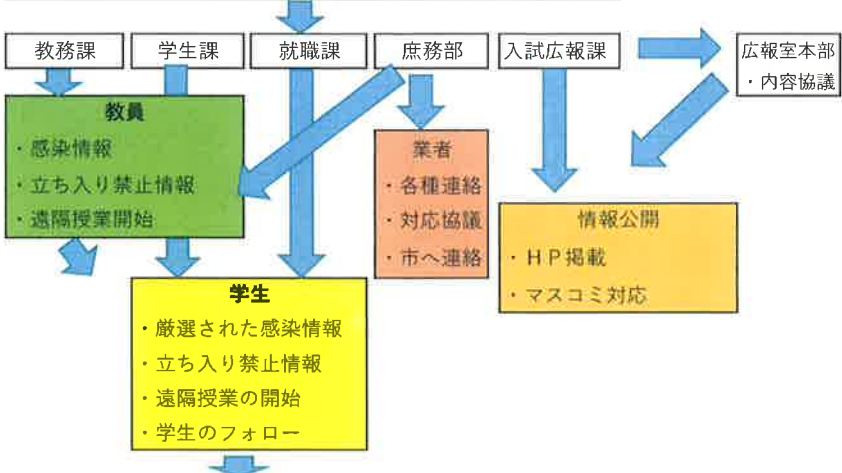 教務課
学生課
就職課
庶務部
入試広報課
広報室本部
・内容協議
教員
・感染情報
・立ち入り禁止情報
・遠隔授業開始
業者
・各種連絡
・対応協議
・市へ連絡
情報公開
・ＨＰ掲載
・マスコミ対応
学生
・厳選された感染情報
・立ち入り禁止情報
・遠隔授業の開始
・学生のフォロー